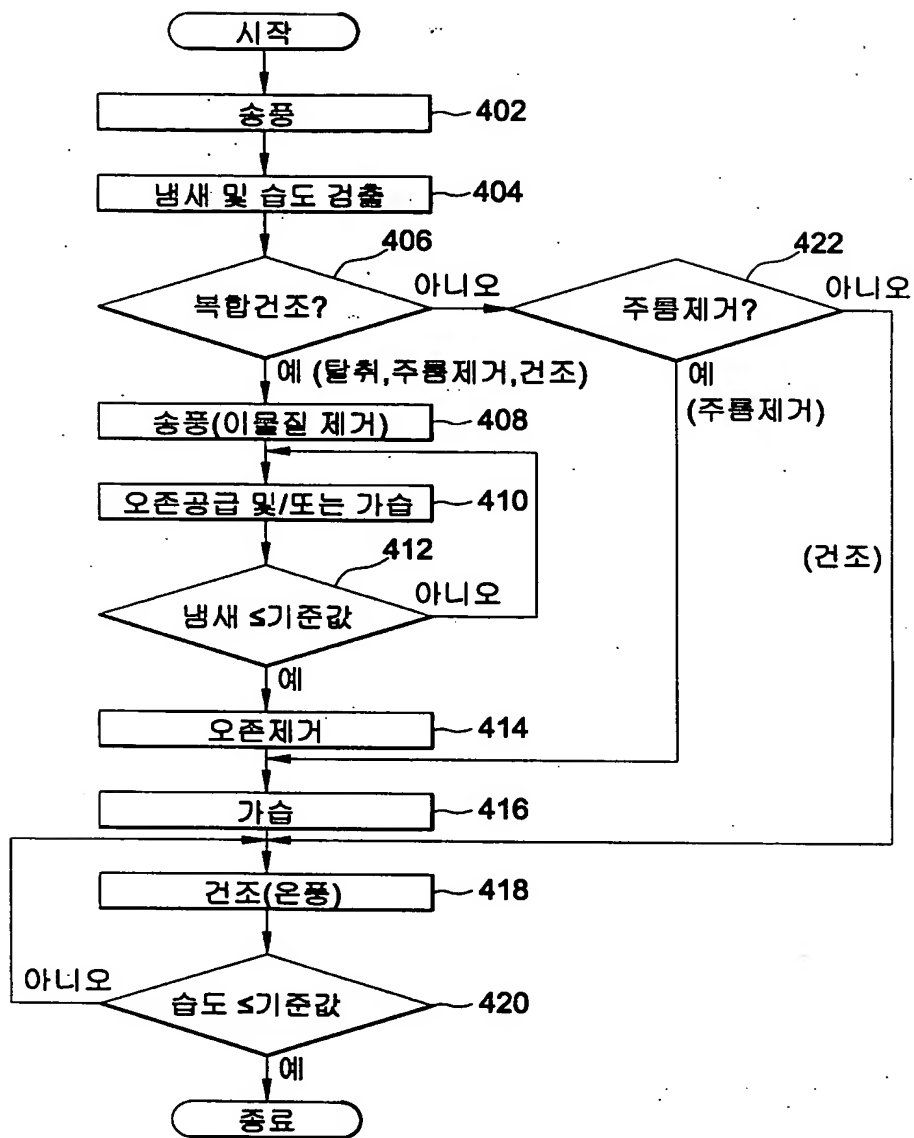 시작
송풍 402
냄새 및 습도 검출 404
406
422
복합건조? 아니오 주름제거? 아니오
예 (탈취,주름제거,건조) 예
(주름제거)
송풍(이물질 제거) 408
오존공급 및/또는 가습 410
(건조)
412
냄새 ≤기준값 아니오
예
오존제거 414
가습 416
건조(온풍) 418
아니오
습도 ≤기준값 420
예
종료